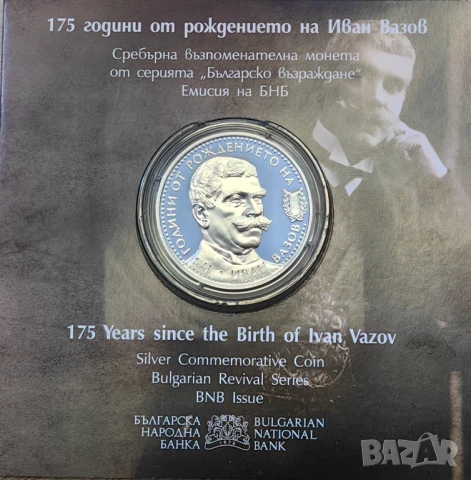 175 години от рождението на Иван Вазов
Сребърна възпоменателна монета
от серията „Българско възраждане“
Емисия на БНБ
ГОДИНИ ОТ РОЖДЕНИЕТО НА
ИВАН
ВАЗОВ
175 Years since the Birth of Ivan Vazov
Silver Commemorative Coin
Bulgarian Revival Series
BNB Issue
БЪЛГАРСКА
НАРОДНА
БАНКА
1879
BULGARIAN
NATIONAL
BANK
BAZAR
bg